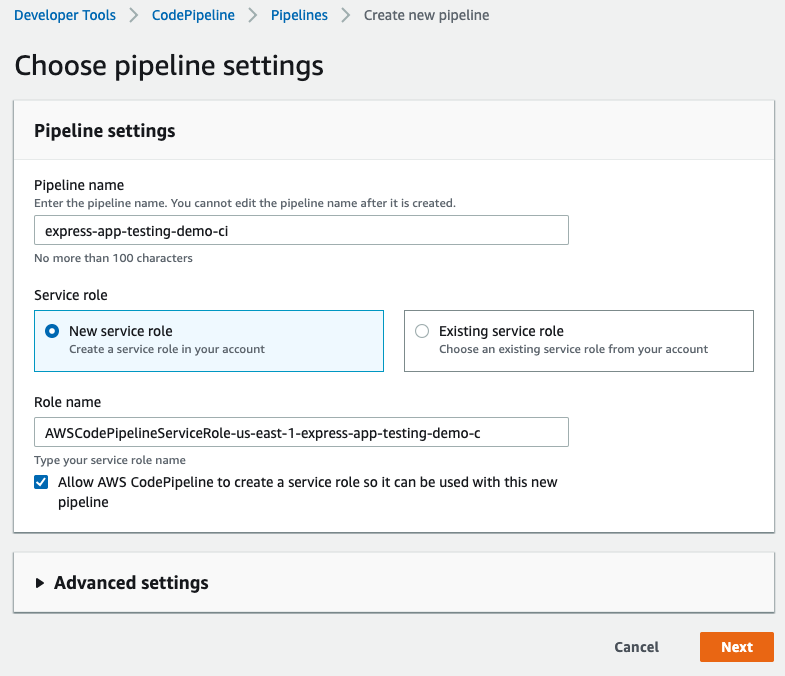 Developer Tools > CodePipeline > Pipelines > Create new pipeline
Choose pipeline settings
Pipeline settings
Pipeline name
Enter the pipeline name. You cannot edit the pipeline name after it is created.
express-app-testing-demo-ci
No more than 100 characters
Service role
New service role
Create a service role in your account
Existing service role
Choose an existing service role from your account
Role name
AWSCodePipelineServiceRole-us-east-1-express-app-testing-demo-c
Type your service role name
Allow AWS CodePipeline to create a service role so it can be used with this new
pipeline
Advanced settings
Cancel
Next